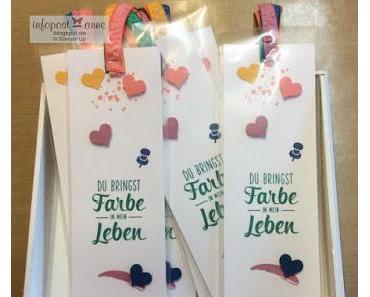 infopost anne
blogspot.de
© Stampin' Up
DU BRINGST
Farbe
IN MEIN
Leben
DU BRINGST
Farbe
IN MEIN
Leben